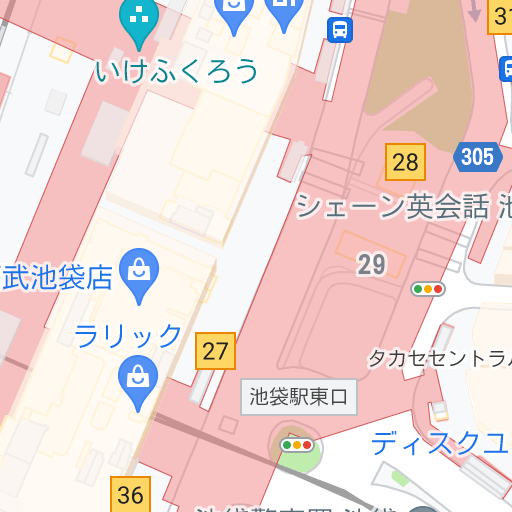 31
いけふくろう
28
305
シェーン英会話 池
29
武池袋店
ラリック
27
タカセセントラル
池袋駅東口
ディスクユ
36